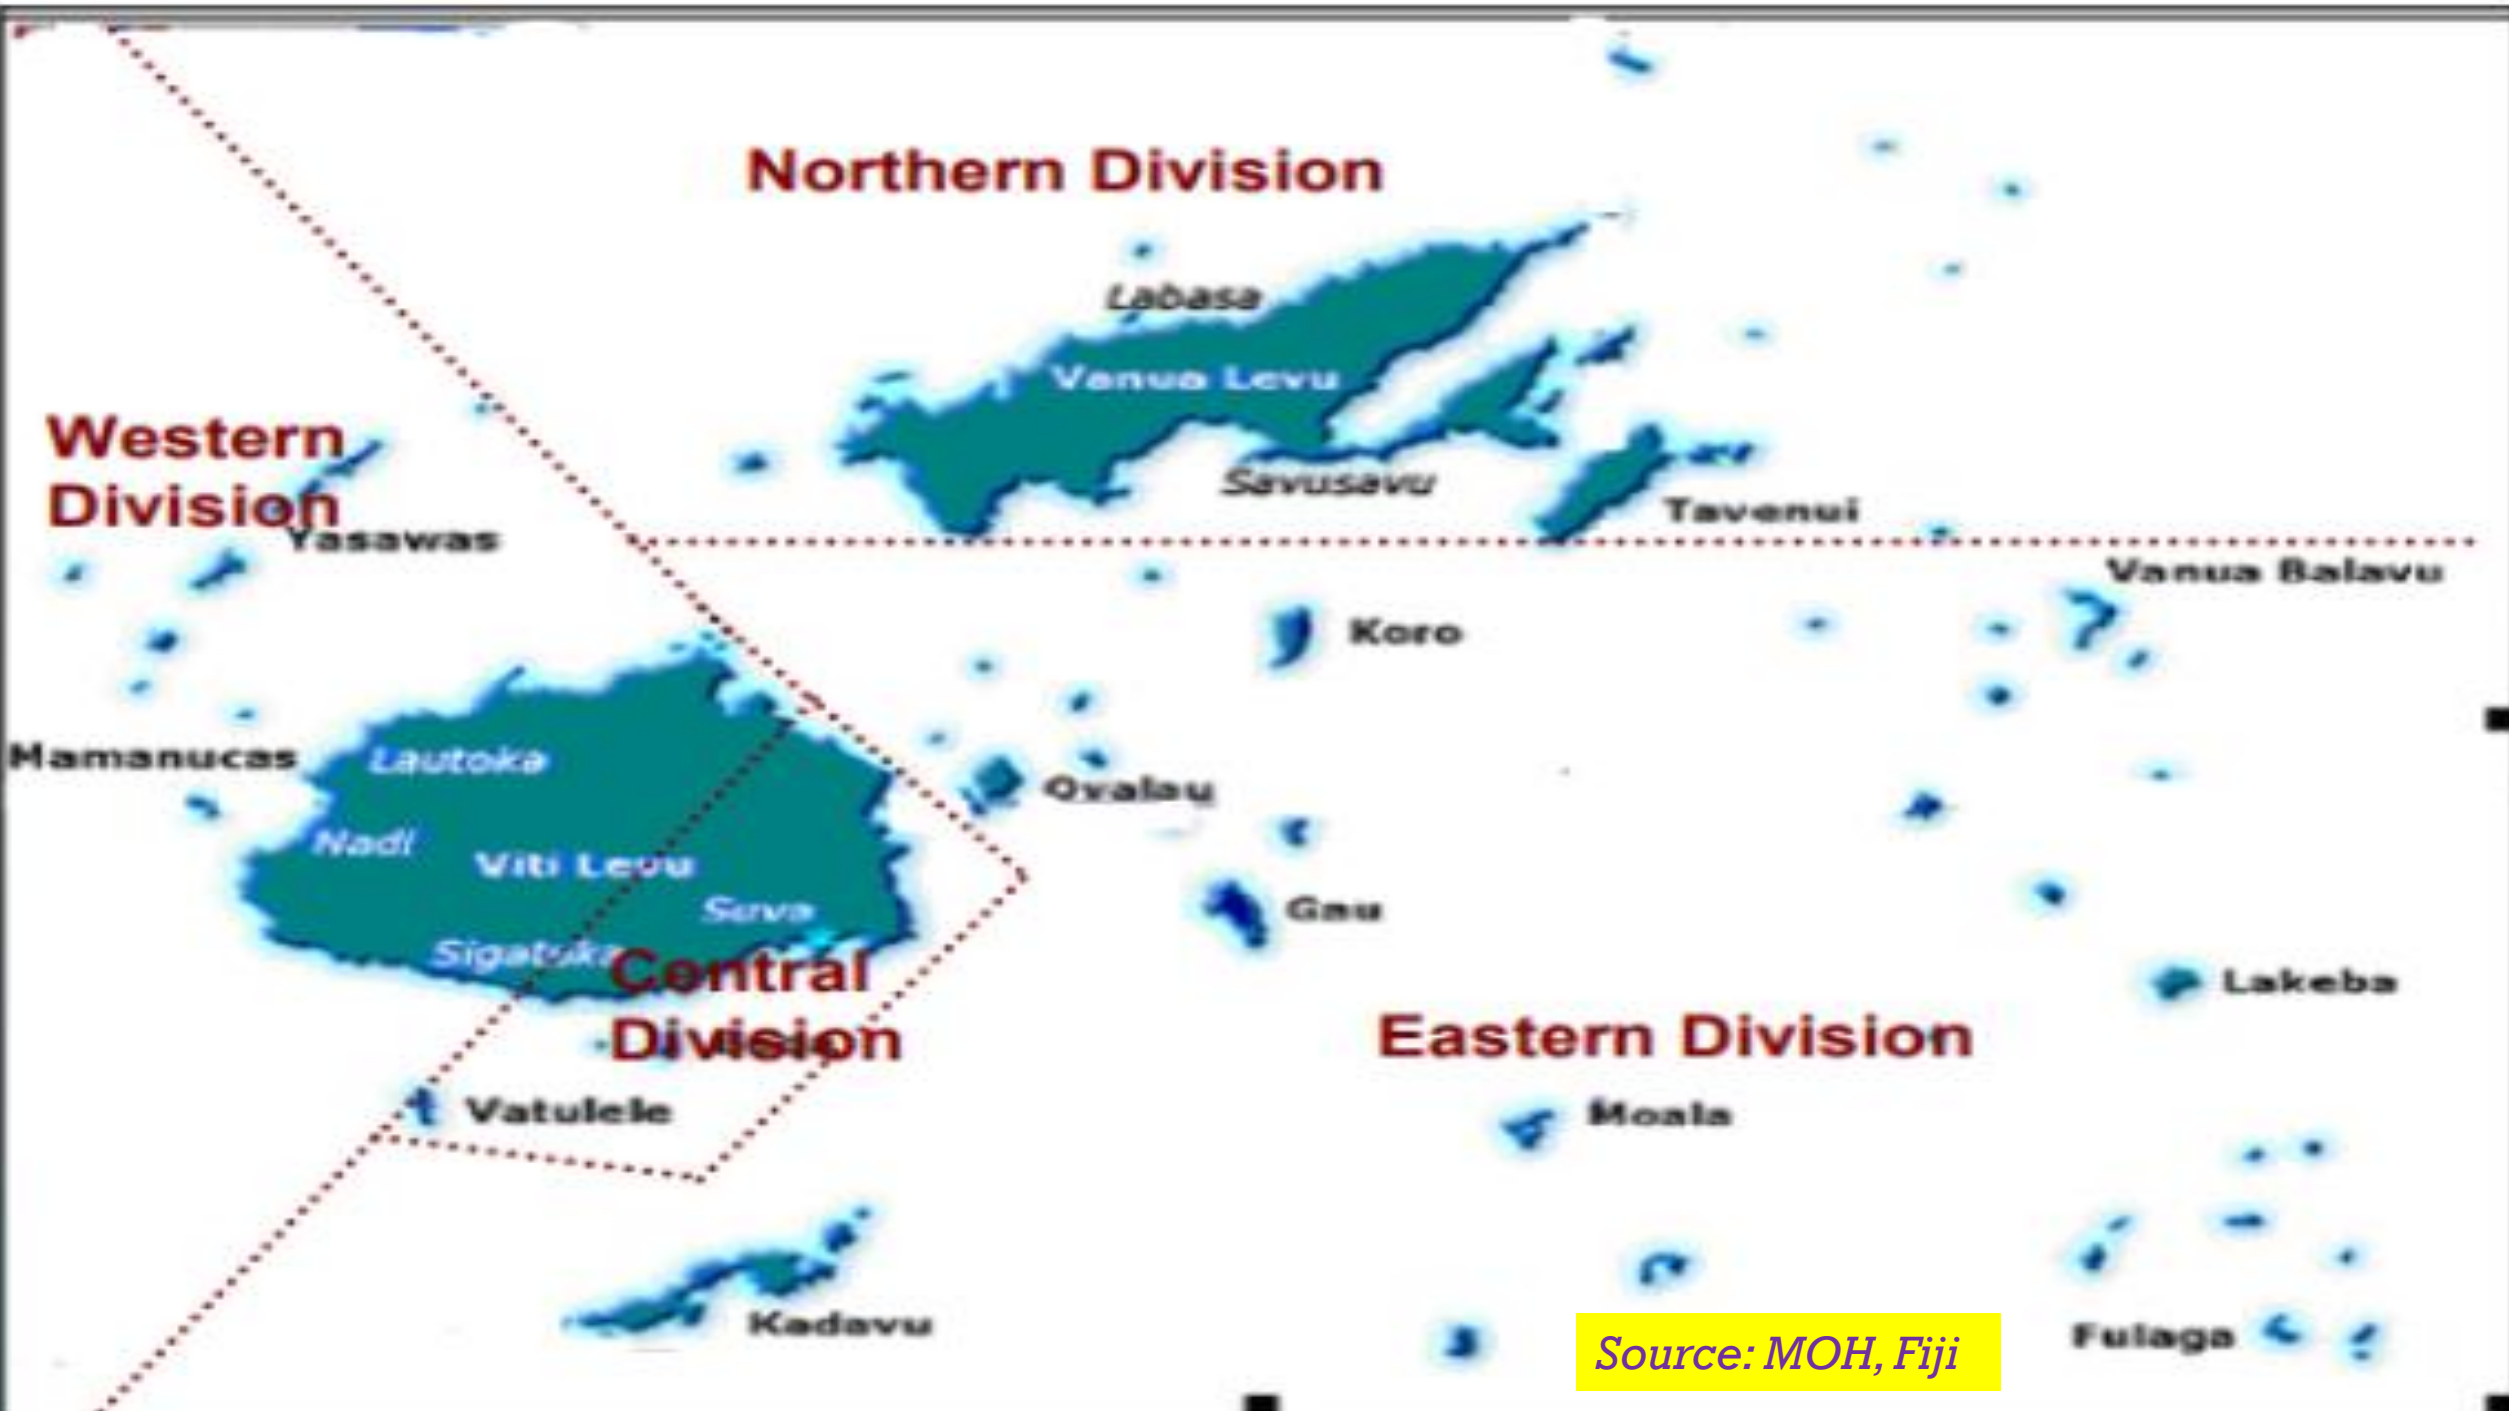 Northern Division
Labasa
Vanua Levu
Western
Division
Savusavu
Tavenui
Yasawas
Vanua Balavu
Koro
Mamanucas
Lautoka
Ovalau
Nadi
Viti Levu
Suva
Gau
Sigatuka
Central
Division
Lakeba
Eastern Division
Vatulele
Moala
Kadavu
Fulaga
Source: MOH, Fiji